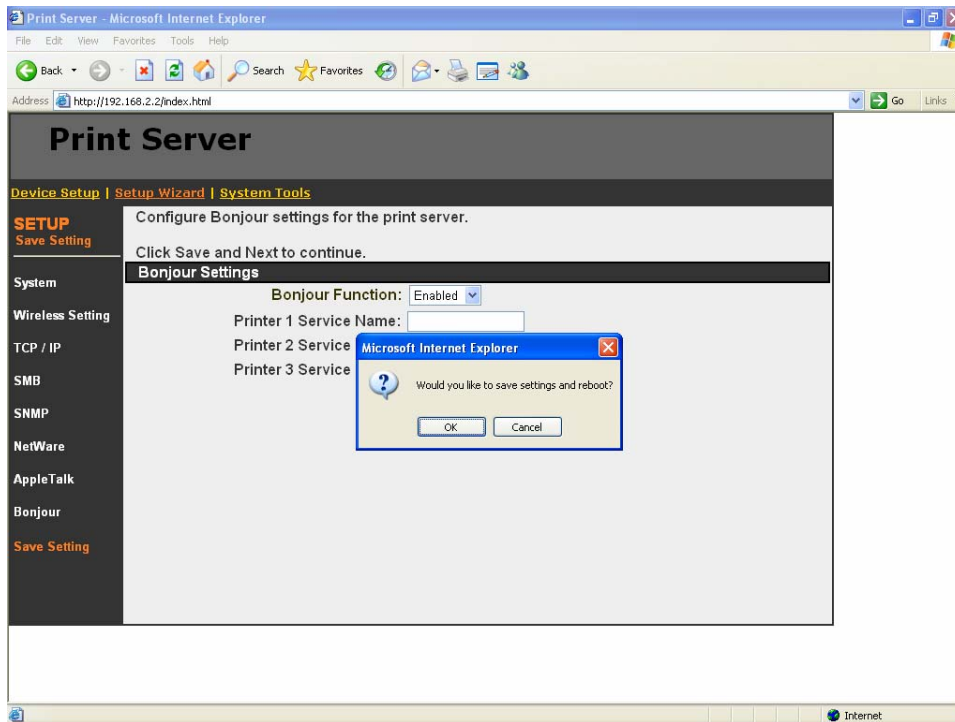 Print Server - Microsoft Internet Explorer
File Edit View Favorites Tools Help
Back Search Favorites
Address http://192.168.2.2/index.html Go Links
Print Server
Device Setup | Setup Wizard | System Tools
SETUP
Save Setting
System
Wireless Setting
TCP / IP
SMB
SNMP
NetWare
AppleTalk
Bonjour
Save Setting
Configure Bonjour settings for the print server.
Click Save and Next to continue.
Bonjour Settings
Bonjour Function: Enabled
Printer 1 Service Name:
Printer 2 Service
Printer 3 Service
Microsoft Internet Explorer
Would you like to save settings and reboot?
OK Cancel
Internet